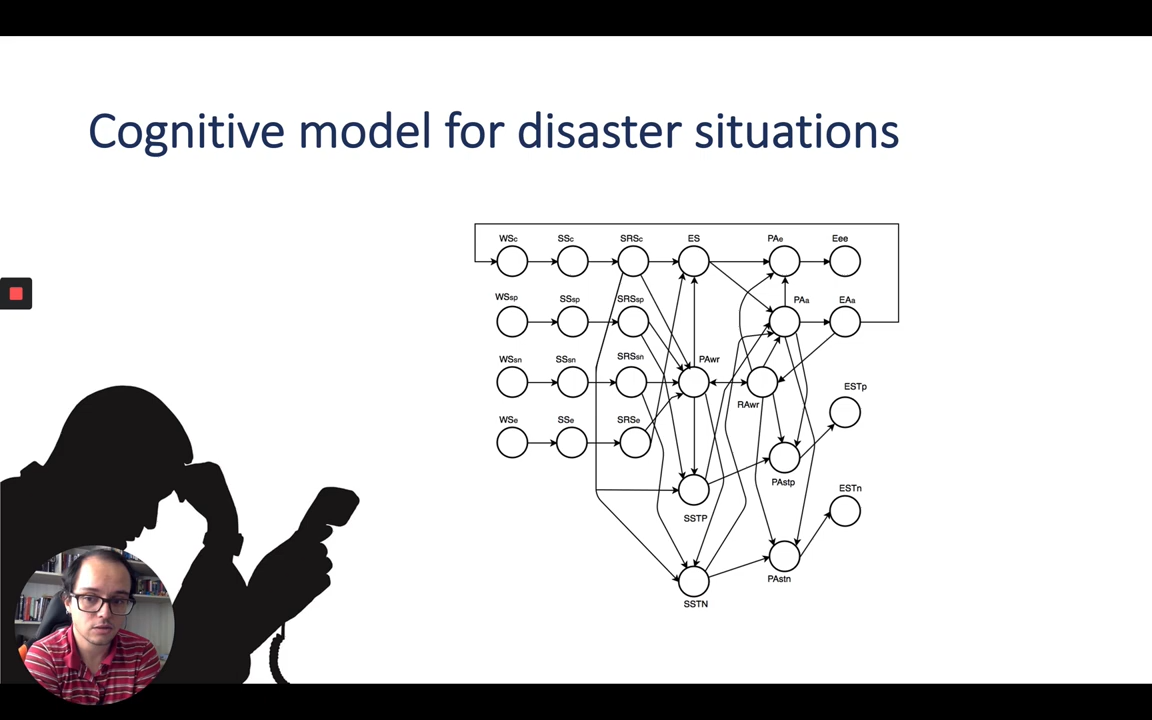 Cognitive model for disaster situations
WSc SSc SRSc ES PAe Eee
WSsp SSsp SRSsp PAa EAa
WSsn SSsn SRSsn PAwr
RAwr ESTp
WSe SSe SRSe
PAstp ESTn
SSTP
PAstn
SSTN